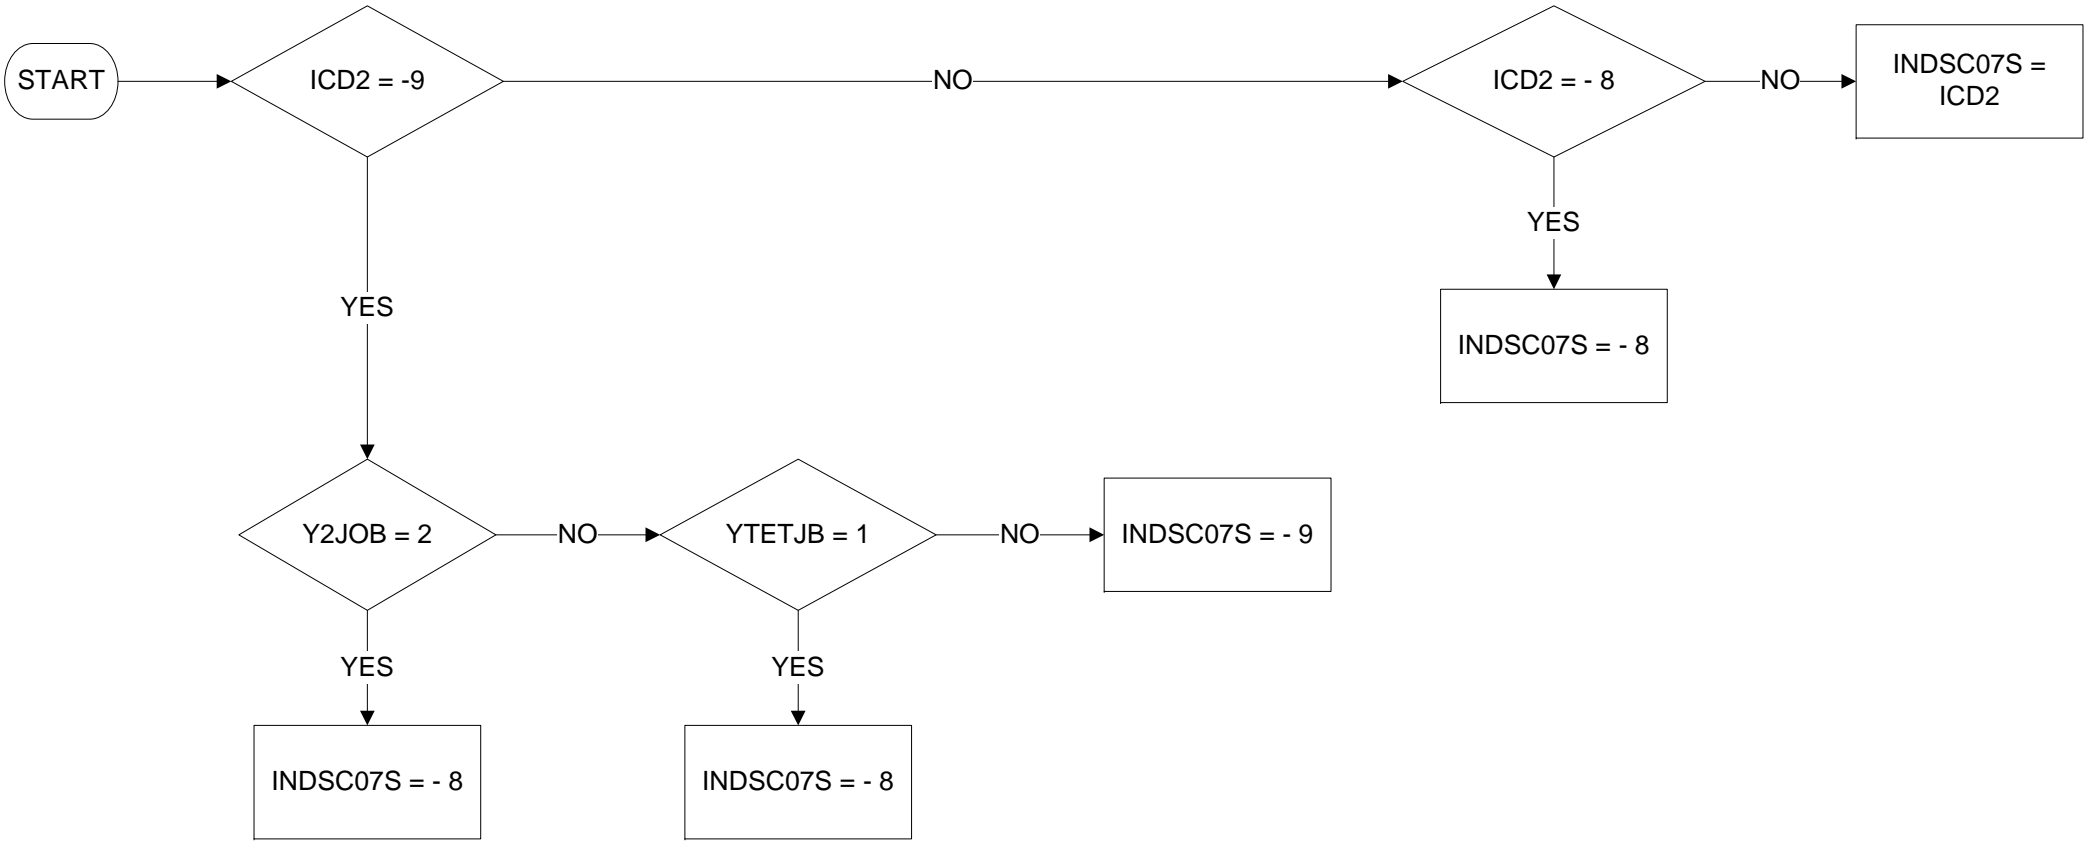 START
ICD2 = -9
NO
ICD2 = - 8
NO
INDSC07S =
ICD2
YES
YES
INDSC07S = - 8
Y2JOB = 2
NO
YTETJB = 1
NO
INDSC07S = - 9
YES
YES
INDSC07S = - 8
INDSC07S = - 8